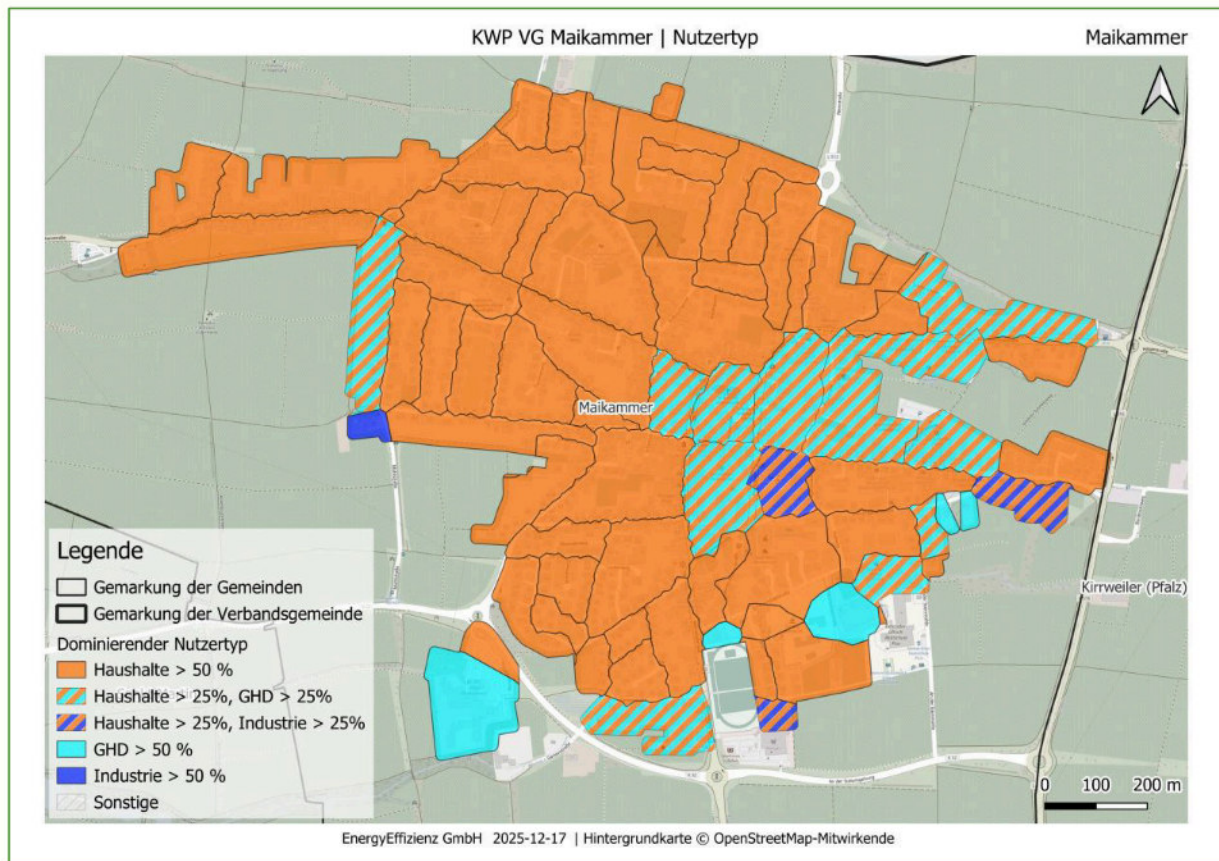 KWP VG Maikammer | Nutzertyp
Maikammer
Maikammer
Kirrweiler (Pfalz)
Legende
Gemarkung der Gemeinden
Gemarkung der Verbandsgemeinde
Dominierender Nutzertyp
Haushalte > 50 %
Haushalte > 25%, GHD > 25%
Haushalte > 25%, Industrie > 25%
GHD > 50 %
Industrie > 50 %
Sonstige
0 100 200 m
EnergyEffizienz GmbH 2025-12-17 | Hintergrundkarte © OpenStreetMap-Mitwirkende